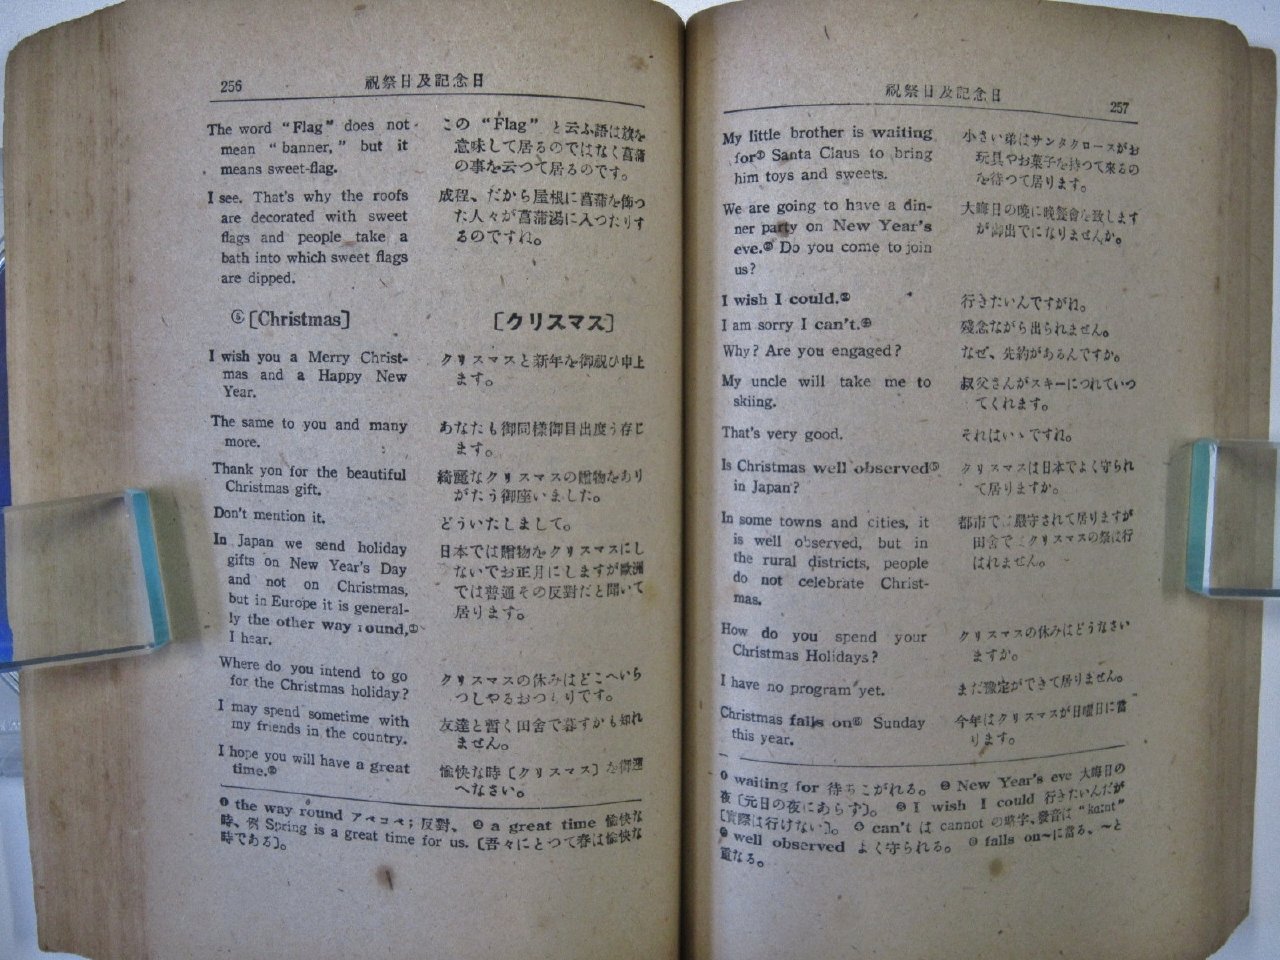 256
祝祭日及記念日
The word “Flag” does not
mean “banner,” but it
means sweet-flag.
この “Flag” と云ふ語は旗を
意味して居るのではなく菖蒲
の事を云つて居るのです。
I see. That's why the roofs
are decorated with sweet
flags and people take a
bath into which sweet flags
are dipped.
成程、だから屋根に菖蒲を飾つ
た人々が菖蒲湯に入つたりす
るのですね。
⑤[Christmas]
[クリスマス]
I wish you a Merry Christ-
mas and a Happy New
Year.
クリスマスと新年を御祝ひ申上
ます。
The same to you and many
more.
あなたも御同様御目出度う存じ
ます。
Thank you for the beautiful
Christmas gift.
綺麗なクリスマスの贈物をあり
がたう御座いました。
Don't mention it.
どういたしまして。
In Japan we send holiday
gifts on New Year's Day
and not on Christmas,
but in Europe it is general-
ly the other way round,①
I hear.
日本では贈物をクリスマスにし
ないでお正月にしますが歐洲
では普通その反對だと聞いて
居ります。
Where do you intend to go
for the Christmas holiday?
クリスマスの休みはどこへいら
つしやるおつもりです。
I may spend sometime with
my friends in the country.
友達と暫く田舍で暮すかも知れ
ません。
I hope you will have a great
time.②
愉快な時〔クリスマス〕を御過
へなさい。
❶ the way round アベコベ; 反對、 ❷ a great time 愉快な
時、例 Spring is a great time for us. 〔吾々にとつて春は愉快な
時である〕。
祝祭日及記念日
257
My little brother is waiting
for① Santa Claus to bring
him toys and sweets.
小さい弟はサンタクロースがお
玩具やお菓子を持つて來るの
を待つて居ります。
We are going to have a din-
ner party on New Year's
eve.② Do you come to join
us?
大晦日の晩に晩餐會を致します
が御出でになりませんか。
I wish I could.③
行きたいんですがね。
I am sorry I can't.④
殘念ながら出られません。
Why? Are you engaged?
なぜ、先約があるんですか。
My uncle will take me to
skiing.
叔父さんがスキーにつれていつ
てくれます。
That's very good.
それはいゝですね。
Is Christmas well observed⑤
in Japan?
クリスマスは日本でよく守られ
て居りますか。
In some towns and cities, it
is well observed, but in
the rural districts, people
do not celebrate Christ-
mas.
都市では嚴守されて居りますが
田舍ではクリスマスの祭は行
はれません。
How do you spend your
Christmas Holidays?
クリスマスの休みはどうなさい
ますか。
I have no program yet.
まだ豫定ができて居りません。
Christmas falls on⑥ Sunday
this year.
今年はクリスマスが日曜日に當
ります。
❶ waiting for 待ちこがれる。 ❷ New Year's eve 大晦日の
夜〔元日の夜にあらず〕。 ❸ I wish I could 行きたいんだが
〔實際は行けない〕。 ❹ can't は cannot の略字、發音は “ka:nt”
❺ well observed よく守られる。 ❻ falls on~に當る、~と
重なる。